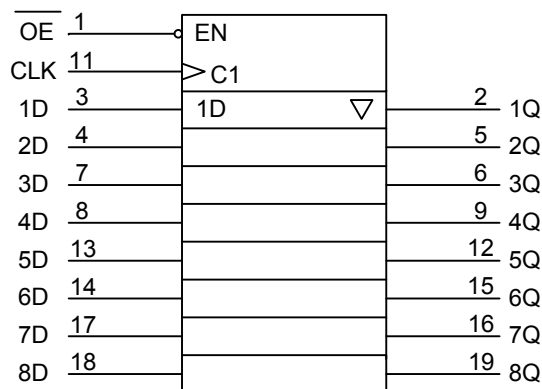 O̅E̅ 1 EN
CLK 11 C1
1D 3 1D 2 1Q
2D 4 5 2Q
3D 7 6 3Q
4D 8 9 4Q
5D 13 12 5Q
6D 14 15 6Q
7D 17 16 7Q
8D 18 19 8Q